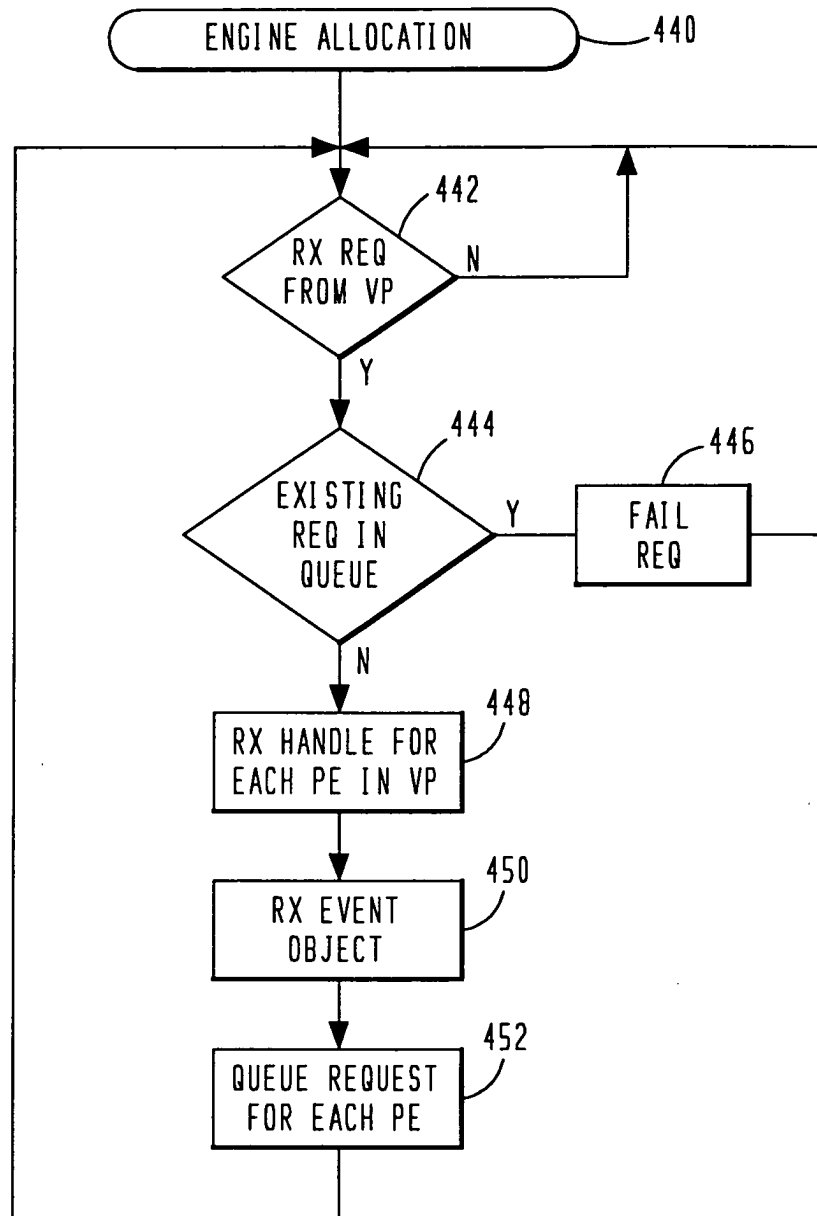 ENGINE ALLOCATION
440
442
RX REQ
FROM VP
N
Y
444
EXISTING
REQ IN
QUEUE
Y
446
FAIL
REQ
N
448
RX HANDLE FOR
EACH PE IN VP
450
RX EVENT
OBJECT
452
QUEUE REQUEST
FOR EACH PE